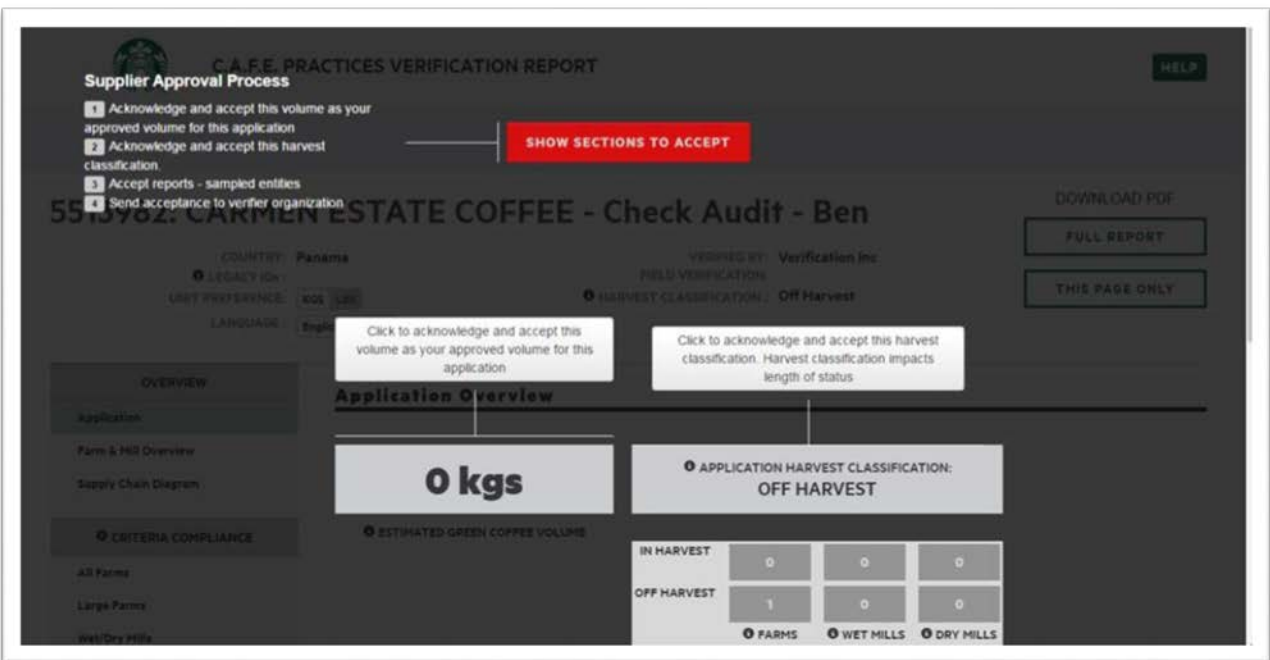 C.A.F.E. PRACTICES VERIFICATION REPORT
HELP
Supplier Approval Process
1 Acknowledge and accept this volume as your
approved volume for this application
2 Acknowledge and accept this harvest
classification.
3 Accept reports - sampled entities
4 Send acceptance to verifier organization
SHOW SECTIONS TO ACCEPT
CARMEN ESTATE COFFEE - Check Audit - Ben
DOWNLOAD PDF
FULL REPORT
THIS PAGE ONLY
COUNTRY: Panama
LEGACY ID#:
UNIT PREFERENCE: KGS LBS
LANGUAGE:
VERIFIED BY: Verification Inc
FIELD VERIFICATION:
HARVEST CLASSIFICATION: Off Harvest
Click to acknowledge and accept this
volume as your approved volume for this
application
Click to acknowledge and accept this harvest
classification. Harvest classification impacts
length of status
OVERVIEW
Application
Farm & Mill Overview
Supply Chain Diagram
CRITERIA COMPLIANCE
All Farms
Large Farms
Wet/Dry Mills
Application Overview
0 kgs
ESTIMATED GREEN COFFEE VOLUME
APPLICATION HARVEST CLASSIFICATION:
OFF HARVEST
IN HARVEST 0 0 0
OFF HARVEST 1 0 0
FARMS WET MILLS DRY MILLS